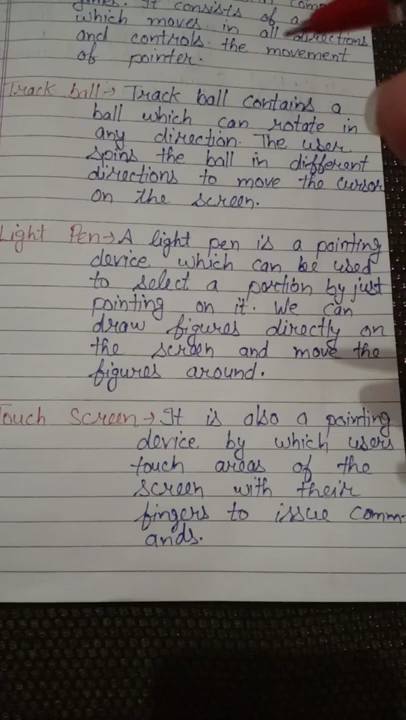 It consists of a
which moves in all directions
and controls the movement
of pointer.
Track ball → Track ball contains a
ball which can rotate in
any direction. The user
spins the ball in different
directions to move the cursor
on the screen.
Light Pen → A light pen is a pointing
device which can be used
to select a portion by just
pointing on it. We can
draw figures directly on
the screen and move the
figures around.
Touch Screen → It is also a pointing
device by which users
touch areas of the
screen with their
fingers to issue comm-
ands.